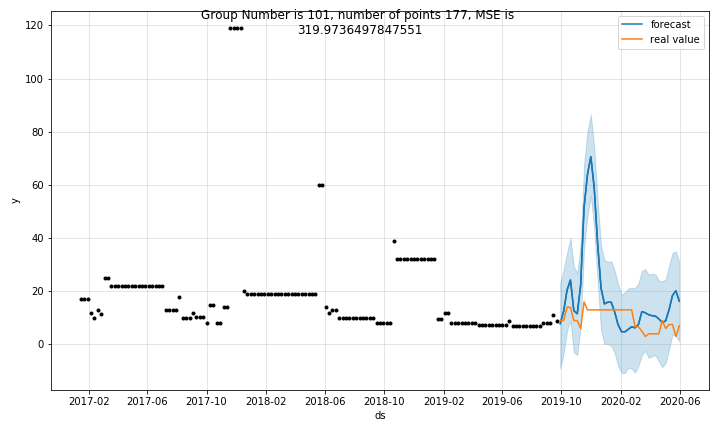 Group Number is 101, number of points 177, MSE is
319.9736497847551
forecast
real value
120
100
80
60
40
20
0
y
2017-02 2017-06 2017-10 2018-02 2018-06 2018-10 2019-02 2019-06 2019-10 2020-02 2020-06
ds